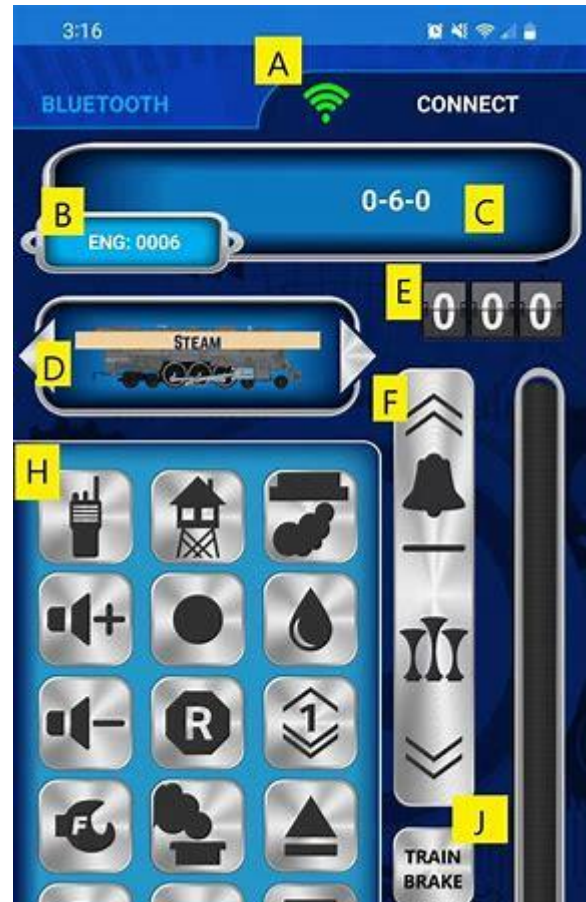 3:16
A
BLUETOOTH
CONNECT
B
0-6-0
C
ENG: 0006
E
000
STEAM
D
F
H
+
-
R
1
F
J
TRAIN
BRAKE